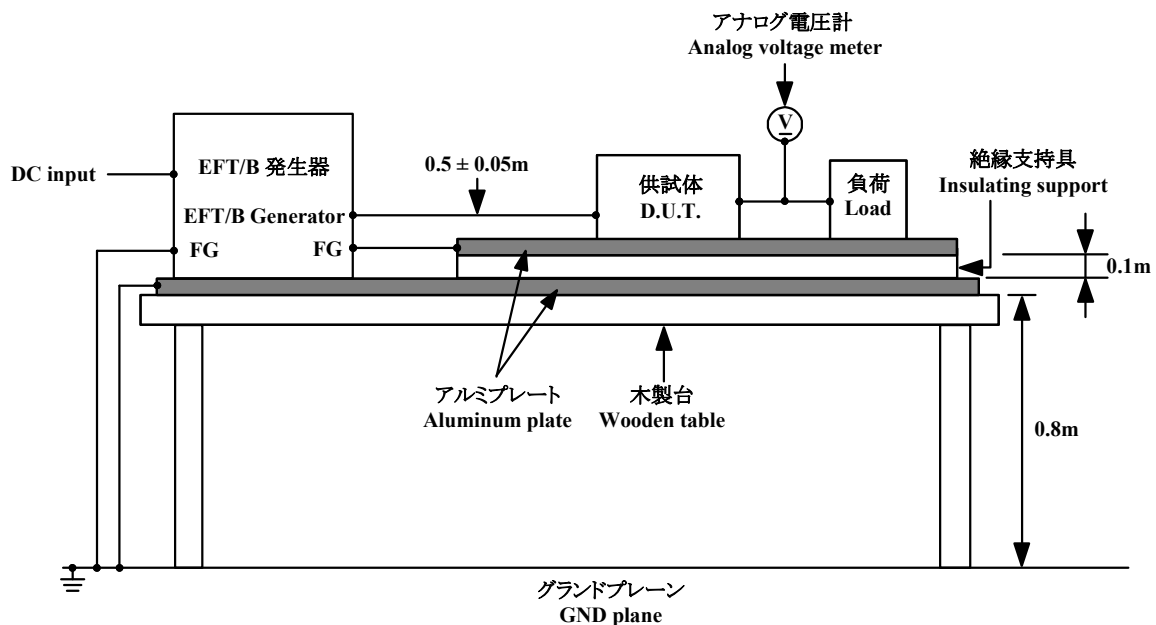 アナログ電圧計
Analog voltage meter
DC input
EFT/B 発生器
EFT/B Generator
FG
FG
0.5 ± 0.05m
供試体
D.U.T.
V
負荷
Load
絶縁支持具
Insulating support
0.1m
アルミプレート
Aluminum plate
木製台
Wooden table
0.8m
グランドプレーン
GND plane